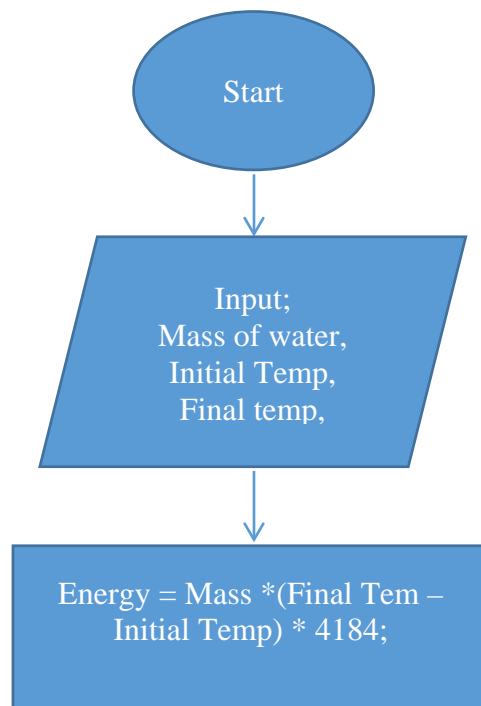 Start
Input;
Mass of water,
Initial Temp,
Final temp,
Energy = Mass *(Final Tem –
Initial Temp) * 4184;